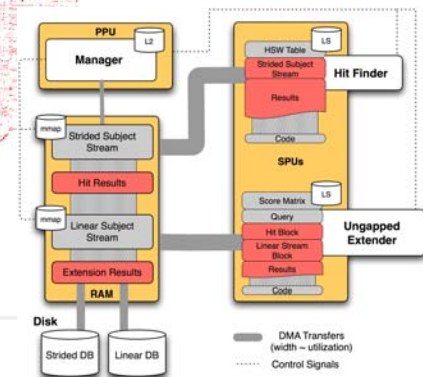 PPU
Manager
L2
mmap
Strided Subject
Stream
Hit Results
mmap
Linear Subject
Stream
Extension Results
RAM
Disk
Strided DB
Linear DB
LS
HSW Table
Strided Subject
Stream
Results
Code
Hit Finder
SPUs
LS
Score Matrix
Query
Hit Block
Linear Stream
Block
Results
Code
Ungapped
Extender
DMA Transfers
(width ~ utilization)
Control Signals